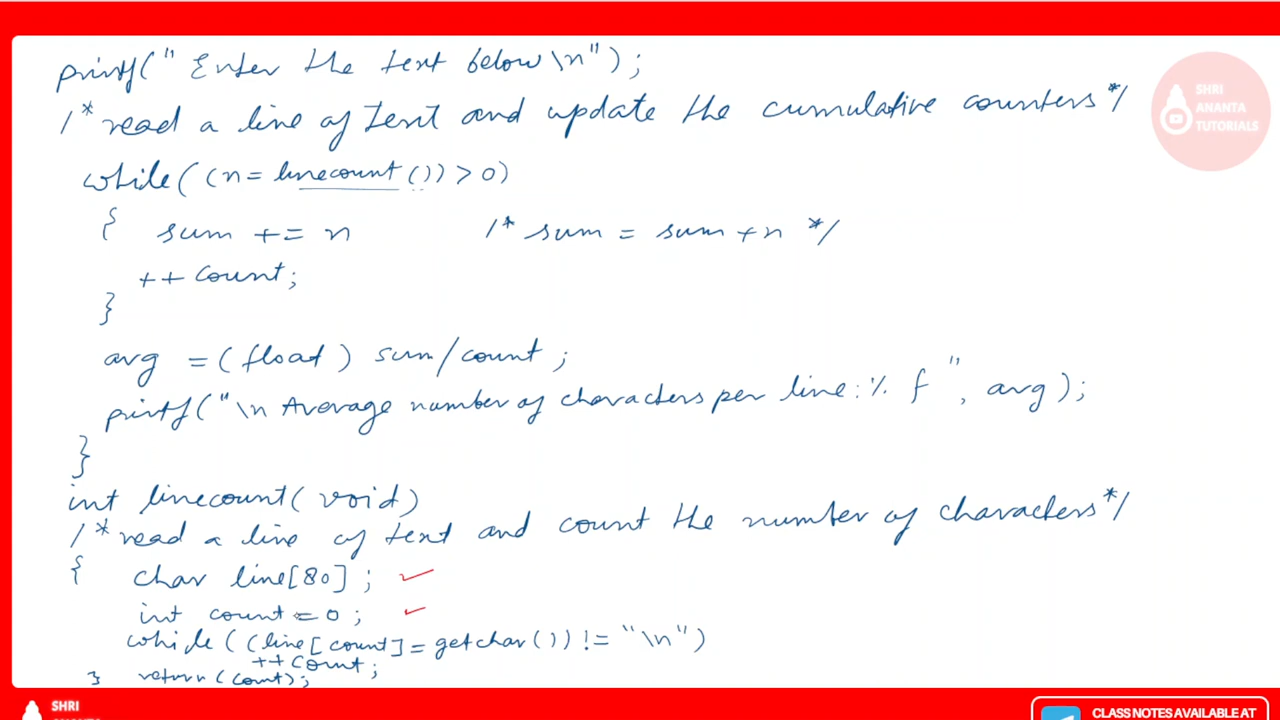 printf(" Enter the text below \n");
/* read a line of text and update the cumulative counters */
while((n= linecount ())>0)
{ sum += n /* sum = sum + n */
++ count;
}
avg = (float) sum/count ;
printf("\n Average number of characters per line: % f ", avg);
}
int linecount( void)
/* read a line of text and count the number of characters */
{ char line[80] ;
int count = 0 ;
while ((line[count]=getchar()) != "\n")
++ count ;
} return (count);
SHRI
ANANTA
TUTORIALS
SHRI
CLASS NOTES AVAILABLE AT